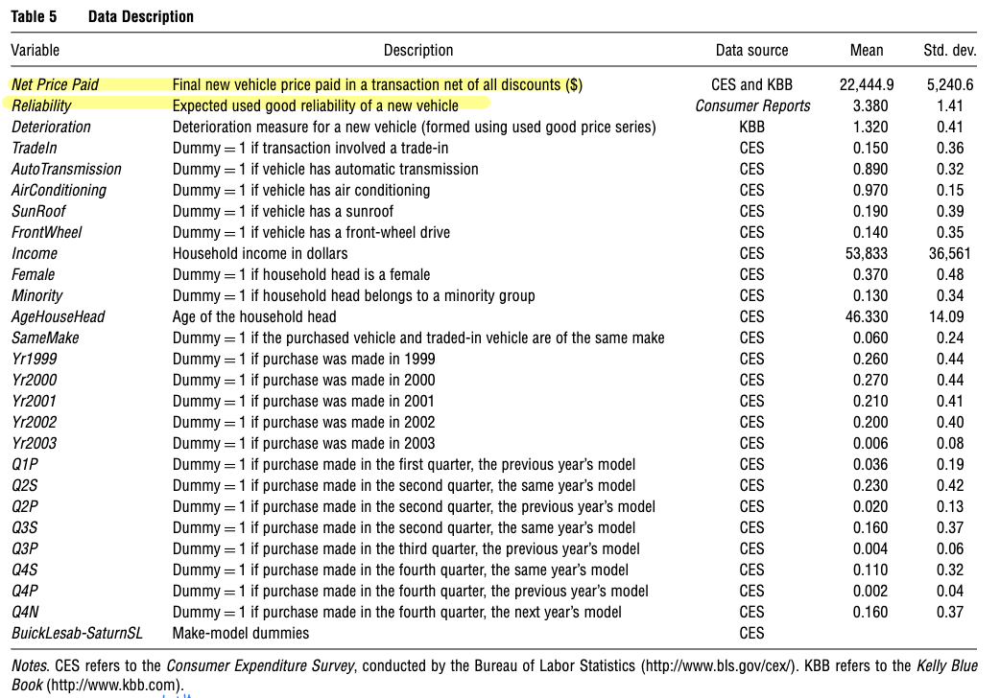 Table 5 Data Description
Variable Description Data source Mean Std. dev.
Net Price Paid Final new vehicle price paid in a transaction net of all discounts ($) CES and KBB 22,444.9 5,240.6
Reliability Expected used good reliability of a new vehicle Consumer Reports 3.380 1.41
Deterioration Deterioration measure for a new vehicle (formed using used good price series) KBB 1.320 0.41
TradeIn Dummy = 1 if transaction involved a trade-in CES 0.150 0.36
AutoTransmission Dummy = 1 if vehicle has automatic transmission CES 0.890 0.32
AirConditioning Dummy = 1 if vehicle has air conditioning CES 0.970 0.15
SunRoof Dummy = 1 if vehicle has a sunroof CES 0.190 0.39
FrontWheel Dummy = 1 if vehicle has a front-wheel drive CES 0.140 0.35
Income Household income in dollars CES 53,833 36,561
Female Dummy = 1 if household head is a female CES 0.370 0.48
Minority Dummy = 1 if household head belongs to a minority group CES 0.130 0.34
AgeHouseHead Age of the household head CES 46.330 14.09
SameMake Dummy = 1 if the purchased vehicle and traded-in vehicle are of the same make CES 0.060 0.24
Yr1999 Dummy = 1 if purchase was made in 1999 CES 0.260 0.44
Yr2000 Dummy = 1 if purchase was made in 2000 CES 0.270 0.44
Yr2001 Dummy = 1 if purchase was made in 2001 CES 0.210 0.41
Yr2002 Dummy = 1 if purchase was made in 2002 CES 0.200 0.40
Yr2003 Dummy = 1 if purchase was made in 2003 CES 0.006 0.08
Q1P Dummy = 1 if purchase made in the first quarter, the previous year's model CES 0.036 0.19
Q2S Dummy = 1 if purchase made in the second quarter, the same year's model CES 0.230 0.42
Q2P Dummy = 1 if purchase made in the second quarter, the previous year's model CES 0.020 0.13
Q3S Dummy = 1 if purchase made in the second quarter, the same year's model CES 0.160 0.37
Q3P Dummy = 1 if purchase made in the third quarter, the previous year's model CES 0.004 0.06
Q4S Dummy = 1 if purchase made in the fourth quarter, the same year's model CES 0.110 0.32
Q4P Dummy = 1 if purchase made in the fourth quarter, the previous year's model CES 0.002 0.04
Q4N Dummy = 1 if purchase made in the fourth quarter, the next year's model CES 0.160 0.37
BuickLesab-SaturnSL Make-model dummies CES
Notes. CES refers to the Consumer Expenditure Survey, conducted by the Bureau of Labor Statistics (http://www.bls.gov/cex/). KBB refers to the Kelly Blue
Book (http://www.kbb.com).